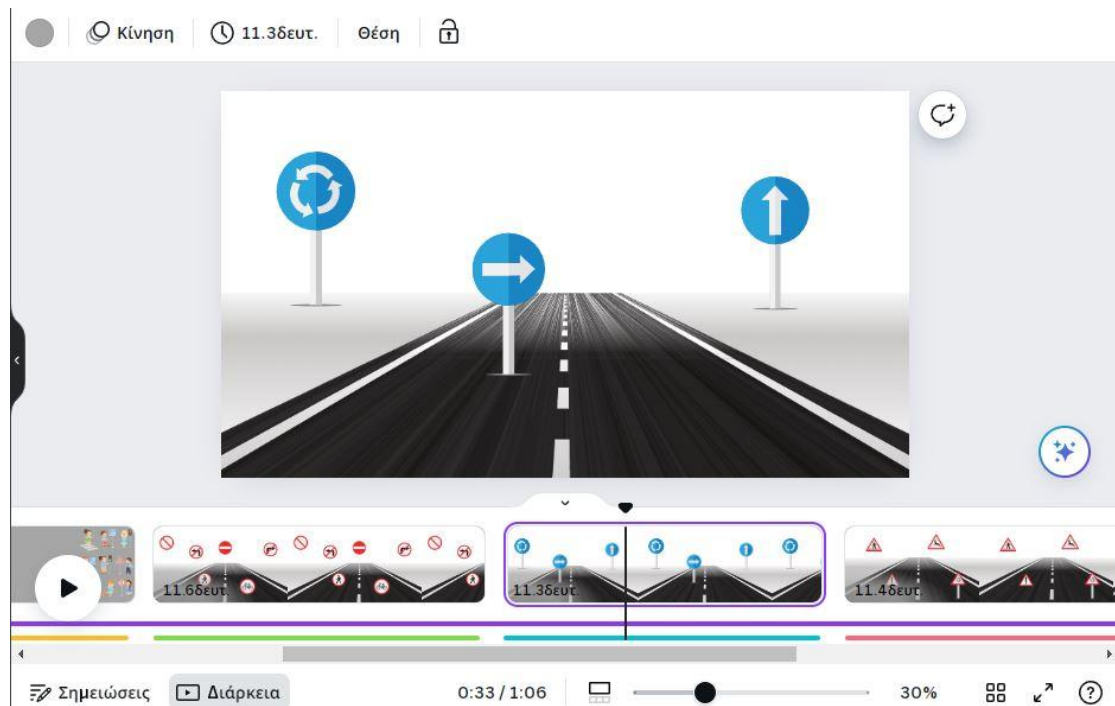 Κίνηση 11.3δευτ. Θέση
11.6δευτ. 11.3δευτ. 11.4δευτ.
Σημειώσεις Διάρκεια 0:33 / 1:06 30%